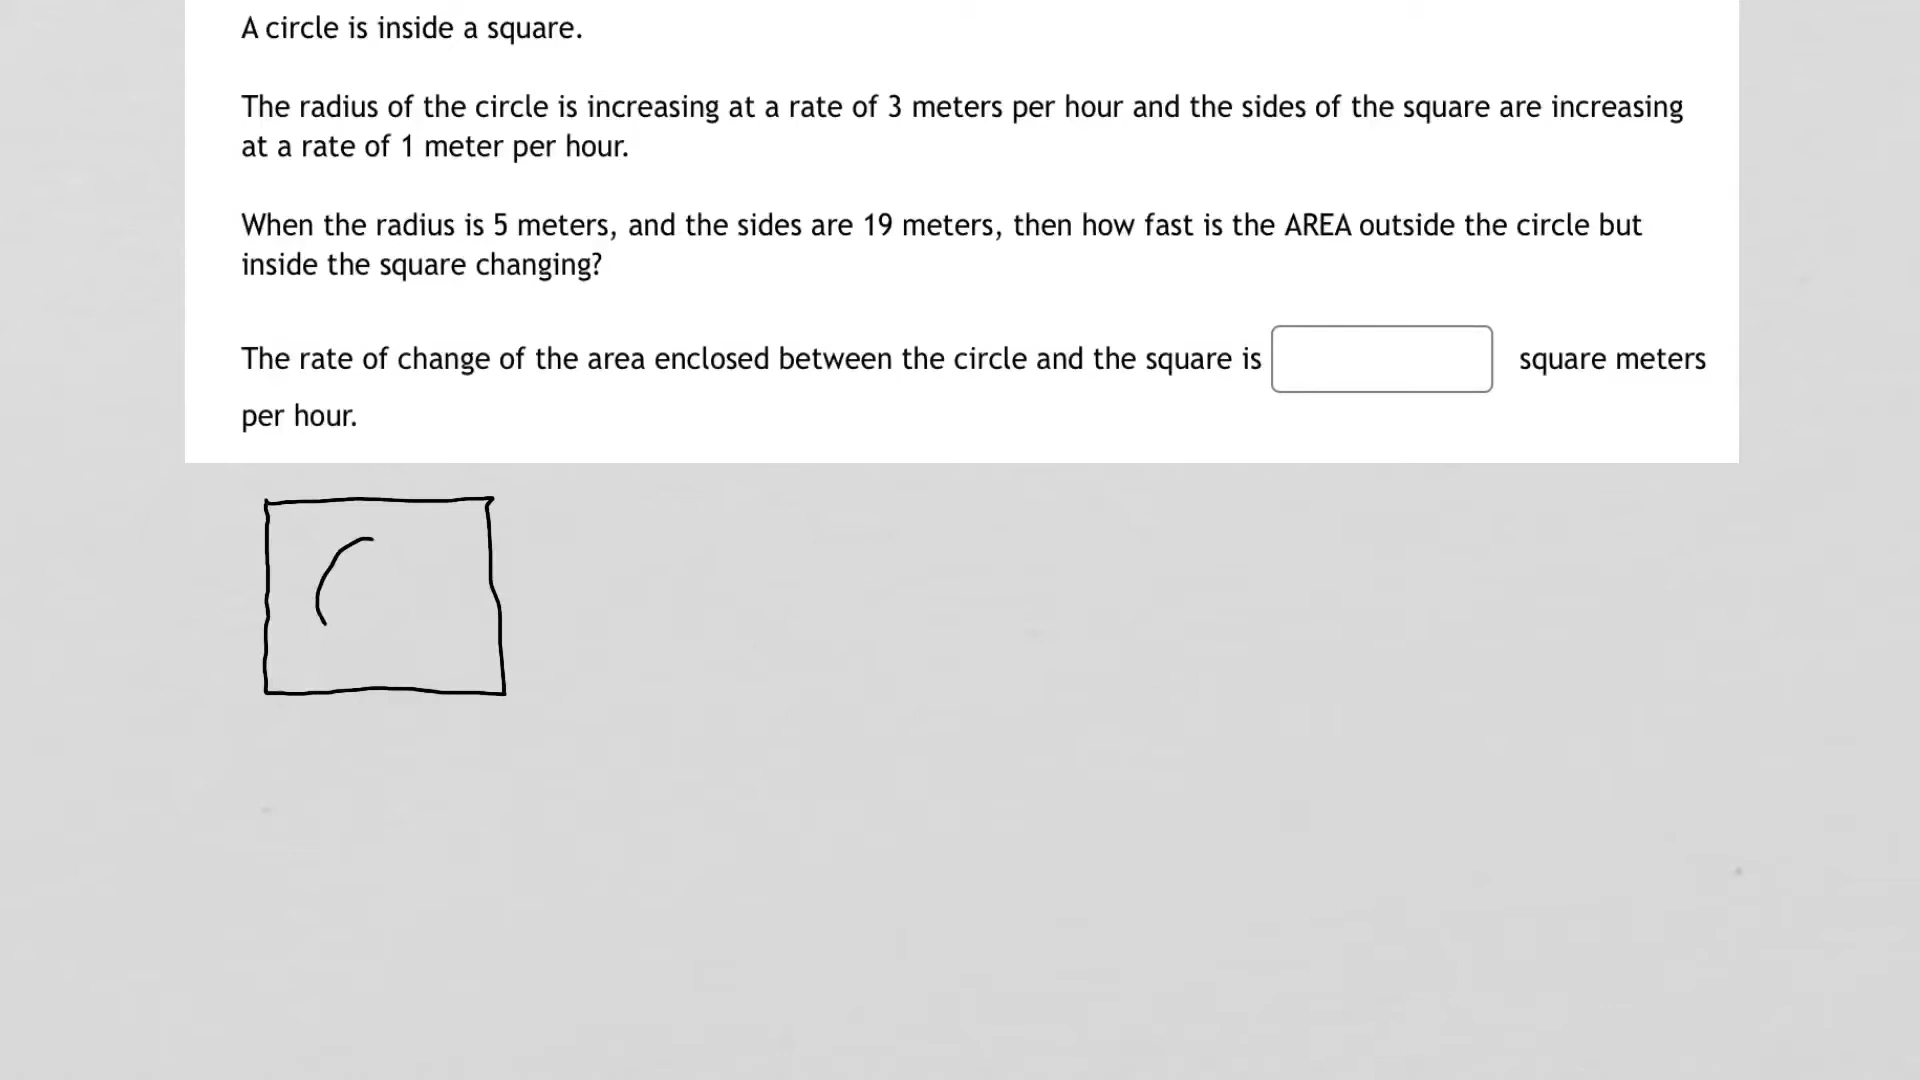 A circle is inside a square.
The radius of the circle is increasing at a rate of 3 meters per hour and the sides of the square are increasing
at a rate of 1 meter per hour.
When the radius is 5 meters, and the sides are 19 meters, then how fast is the AREA outside the circle but
inside the square changing?
The rate of change of the area enclosed between the circle and the square is square meters
per hour.